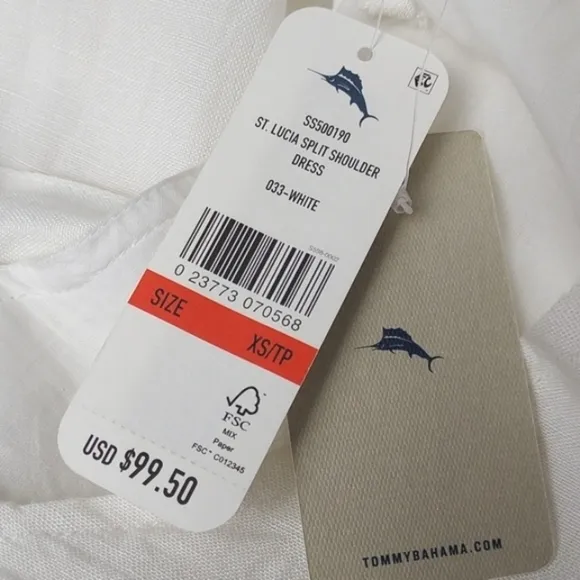 SS500190
ST. LUCIA SPLIT SHOULDER
DRESS
033-WHITE
0 23773 070568
SIZE
XS/TP
FSC
MIX
Paper
FSC® C012345
USD $99.50
TOMMYBAHAMA.COM